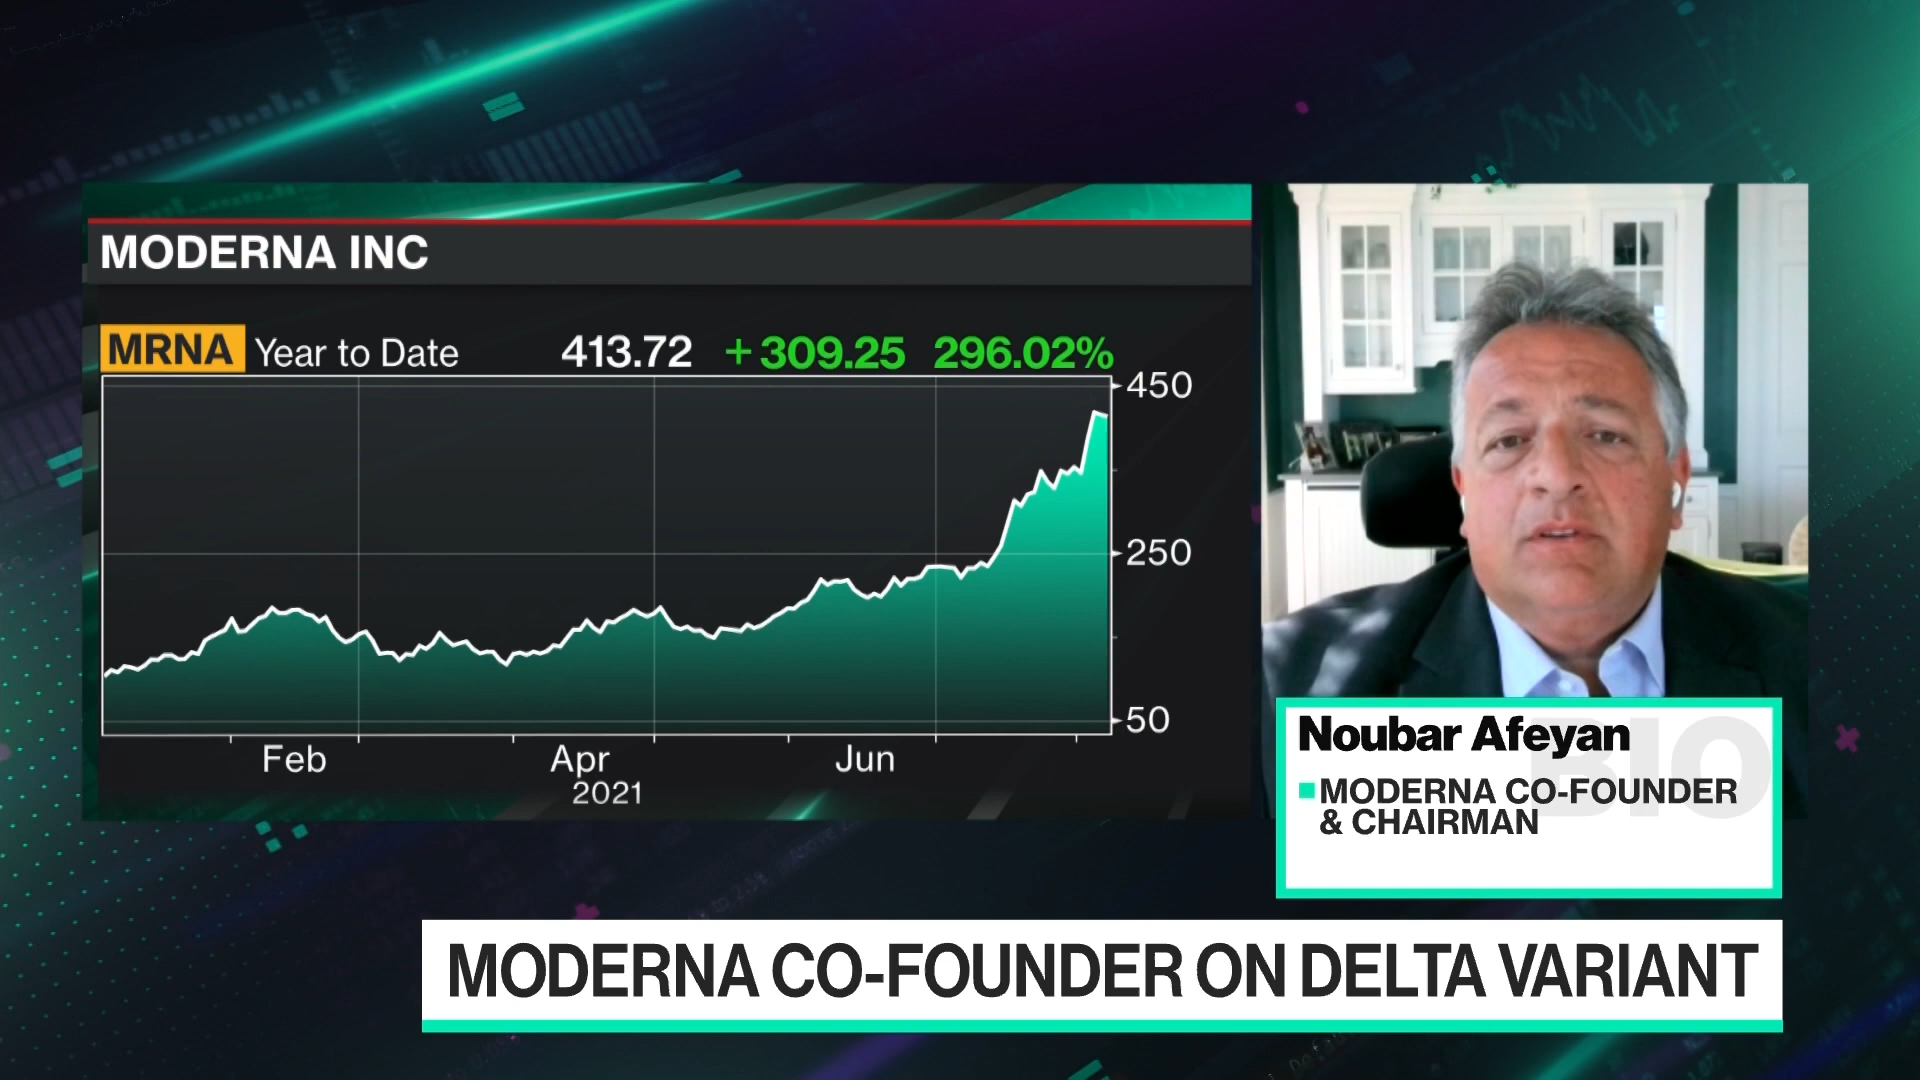 MODERNA INC
MRNA Year to Date 413.72 +309.25 296.02%
450
250
50
Feb Apr Jun
2021
BIO
Noubar Afeyan
MODERNA CO-FOUNDER
& CHAIRMAN
MODERNA CO-FOUNDER ON DELTA VARIANT